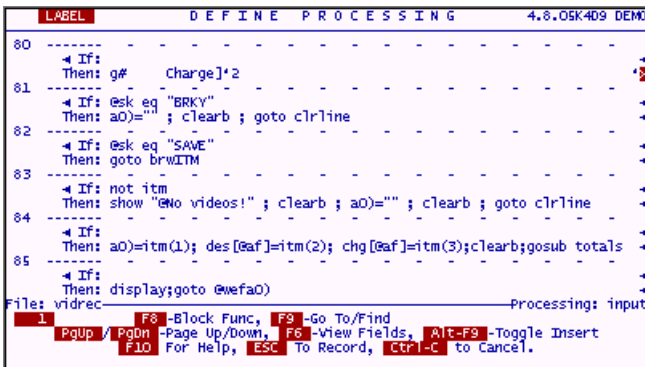 LABEL D E F I N E P R O C E S S I N G 4.8.05K4D9 DEMO
80 ------- - - - - - - - - - - - - - - - - - -
◄ If: ◄
Then: g# Charge]*2
81 ------- - - - - - - - - - - - - - - - - - -
◄ If: @sk eq "BRKY" ◄
Then: aO)="" ; clearb ; goto clrline ◄
82 ------- - - - - - - - - - - - - - - - - - -
◄ If: @sk eq "SAVE" ◄
Then: goto brwITM ◄
83 ------- - - - - - - - - - - - - - - - - - -
◄ If: not itm ◄
Then: show "@No videos!" ; clearb ; aO)="" ; clearb ; goto clrline ◄
84 ------- - - - - - - - - - - - - - - - - - -
◄ If: ◄
Then: aO)=itm(1); des[@af]=itm(2); chg[@af]=itm(3);clearb;gosub totals ◄
85 ------- - - - - - - - - - - - - - - - - - -
◄ If: ◄
Then: display;goto @wefaO) ◄
File: vidrec Processing: input
1 F8 -Block Func, F9 -Go To/Find
PgUp / PgDn -Page Up/Down, F6 -View Fields, Alt-F9 -Toggle Insert
F10 For Help, ESC To Record, Ctrl-C to Cancel.